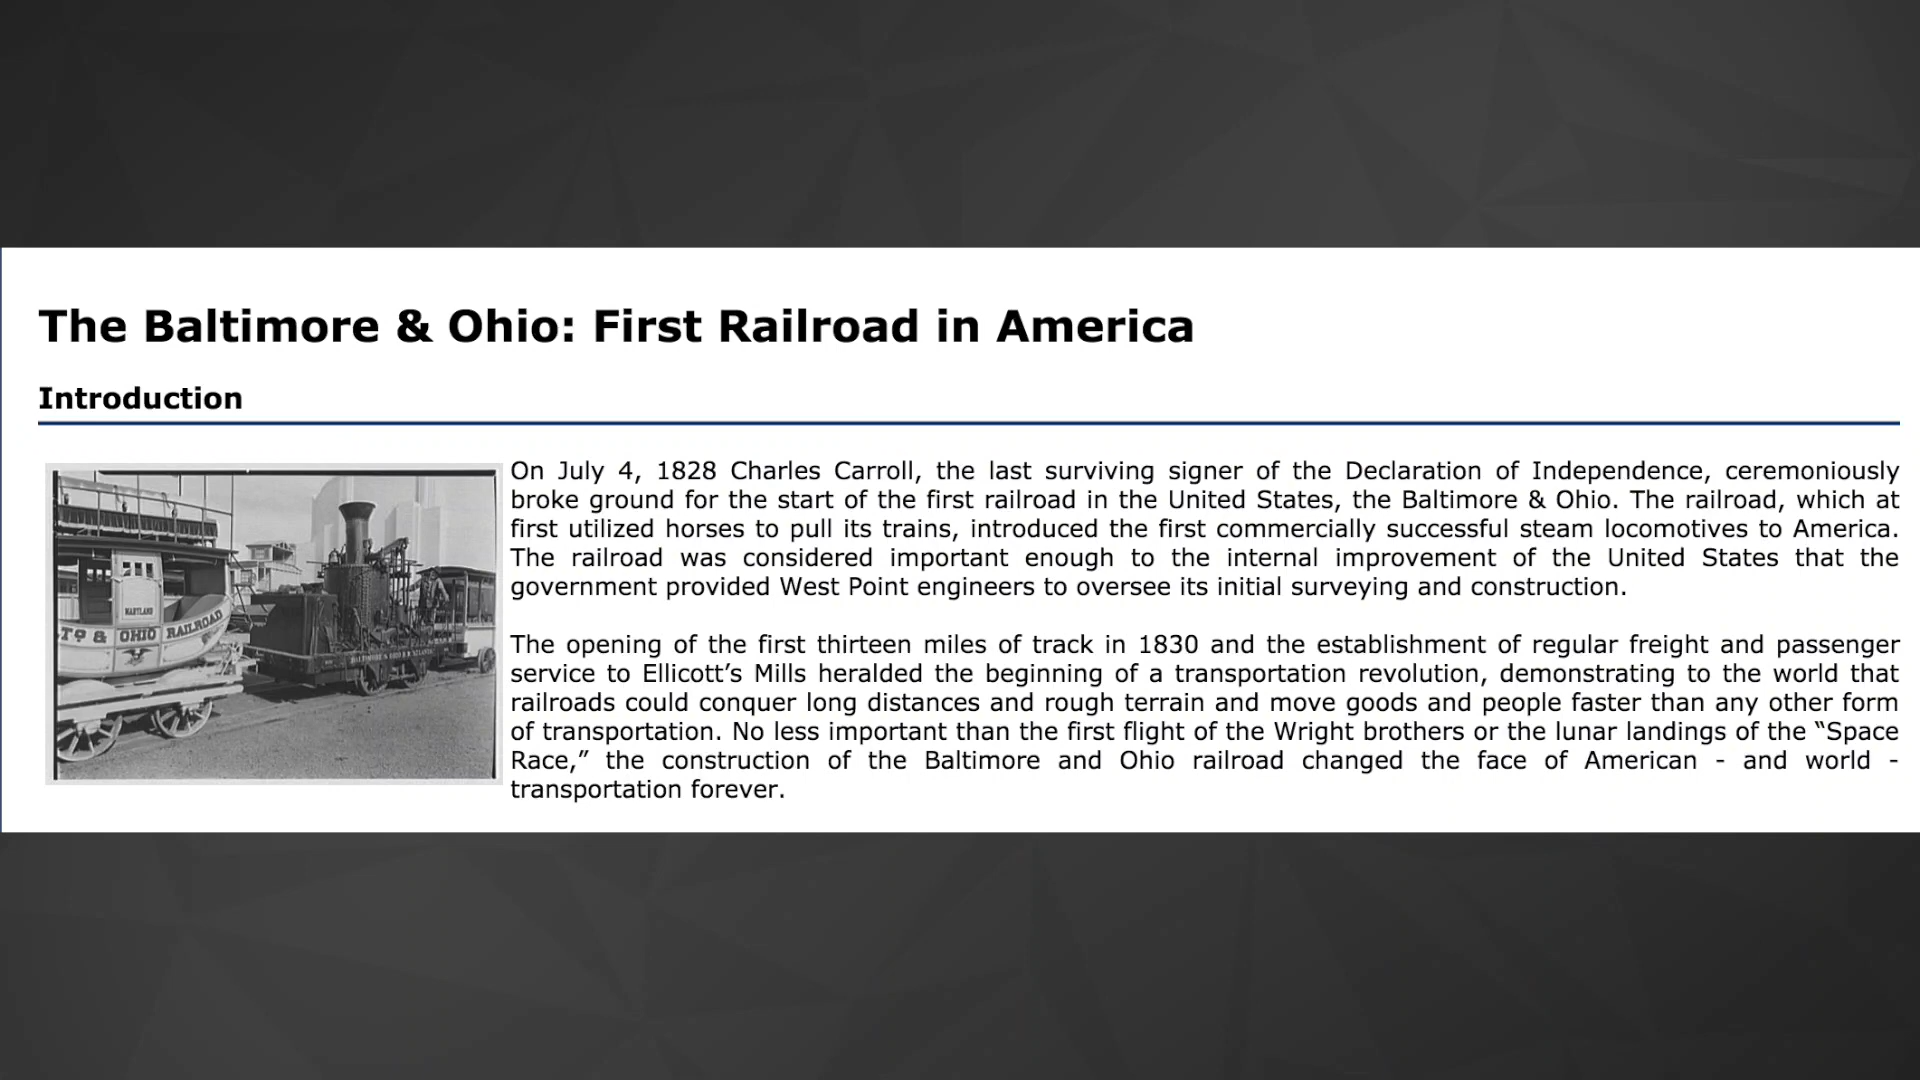 The Baltimore & Ohio: First Railroad in America
Introduction
On July 4, 1828 Charles Carroll, the last surviving signer of the Declaration of Independence, ceremoniously
broke ground for the start of the first railroad in the United States, the Baltimore & Ohio. The railroad, which at
first utilized horses to pull its trains, introduced the first commercially successful steam locomotives to America.
The railroad was considered important enough to the internal improvement of the United States that the
government provided West Point engineers to oversee its initial surveying and construction.
The opening of the first thirteen miles of track in 1830 and the establishment of regular freight and passenger
service to Ellicott’s Mills heralded the beginning of a transportation revolution, demonstrating to the world that
railroads could conquer long distances and rough terrain and move goods and people faster than any other form
of transportation. No less important than the first flight of the Wright brothers or the lunar landings of the “Space
Race,” the construction of the Baltimore and Ohio railroad changed the face of American - and world -
transportation forever.
MARYLAND
TO & OHIO RAILROAD
BALTIMORE & OHIO R R ATLANTIC